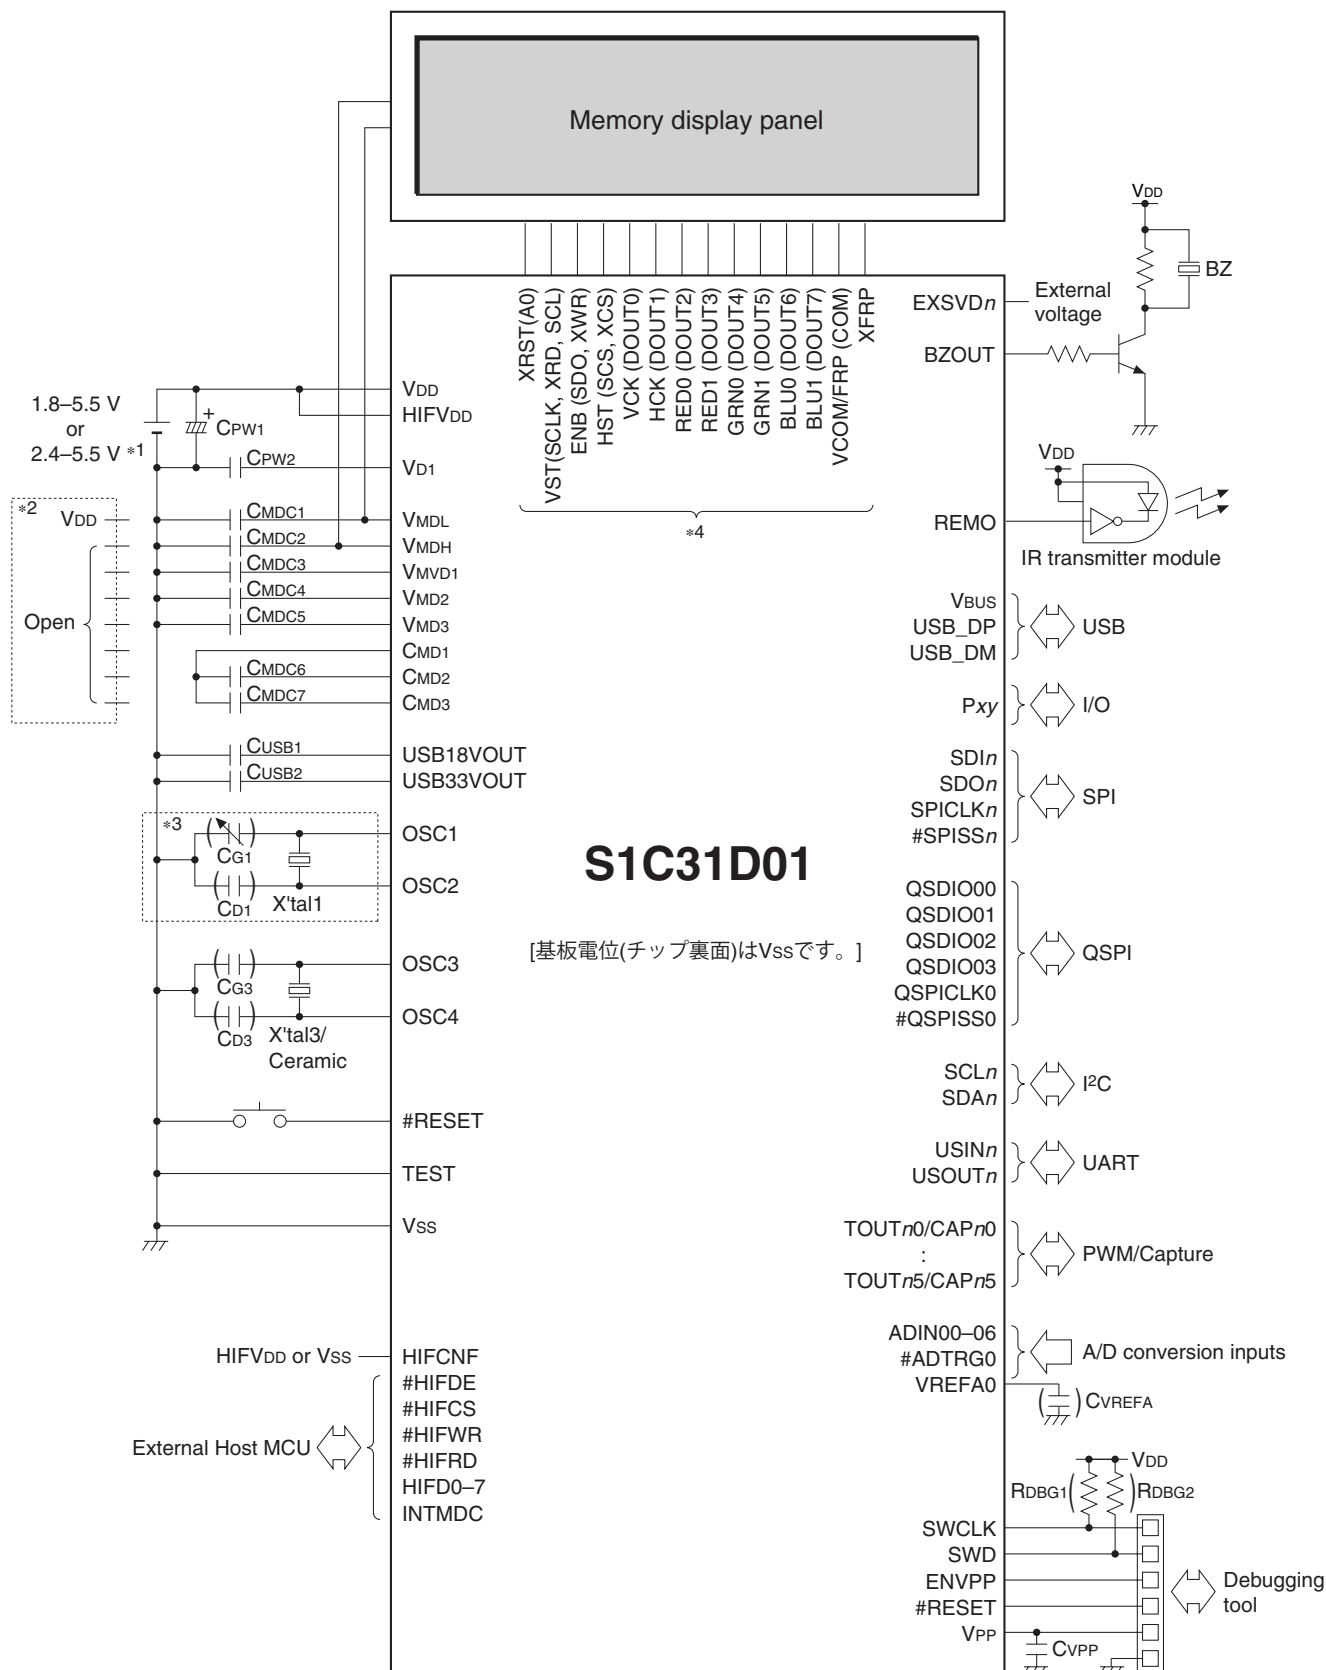 Memory display panel
XRST(A0)
VST(SCLK, XRD, SCL)
ENB (SDO, XWR)
HST (SCS, XCS)
VCK (DOUT0)
HCK (DOUT1)
RED0 (DOUT2)
RED1 (DOUT3)
GRN0 (DOUT4)
GRN1 (DOUT5)
BLU0 (DOUT6)
BLU1 (DOUT7)
VCOM/FRP (COM)
XFRP
*4
1.8–5.5 V
or
2.4–5.5 V *1
CPW1
CPW2
VDD
HIFVDD
VD1
*2
VDD
Open
CMDC1
CMDC2
CMDC3
CMDC4
CMDC5
CMDC6
CMDC7
VMDL
VMDH
VMVD1
VMD2
VMD3
CMD1
CMD2
CMD3
CUSB1
CUSB2
USB18VOUT
USB33VOUT
*3
CG1
CD1
X'tal1
OSC1
OSC2
CG3
CD3
X'tal3/
Ceramic
OSC3
OSC4
#RESET
TEST
VSS
HIFVDD or VSS
HIFCNF
#HIFDE
#HIFCS
#HIFWR
#HIFRD
HIFD0–7
INTMDC
External Host MCU
S1C31D01
[基板電位(チップ裏面)はVSSです。]
VDD
BZ
EXSVDn
External
voltage
BZOUT
VDD
REMO
IR transmitter module
VBUS
USB_DP
USB_DM
USB
Pxy
I/O
SDIn
SDOn
SPICLKn
#SPISSn
SPI
QSDIO00
QSDIO01
QSDIO02
QSDIO03
QSPICLK0
#QSPISS0
QSPI
SCLn
SDAn
I²C
USINn
USOUTn
UART
TOUTn0/CAPn0
:
TOUTn5/CAPn5
PWM/Capture
ADIN00–06
#ADTRG0
VREFA0
A/D conversion inputs
CVREFA
VDD
RDBG1
RDBG2
SWCLK
SWD
ENVPP
#RESET
VPP
CVPP
Debugging
tool